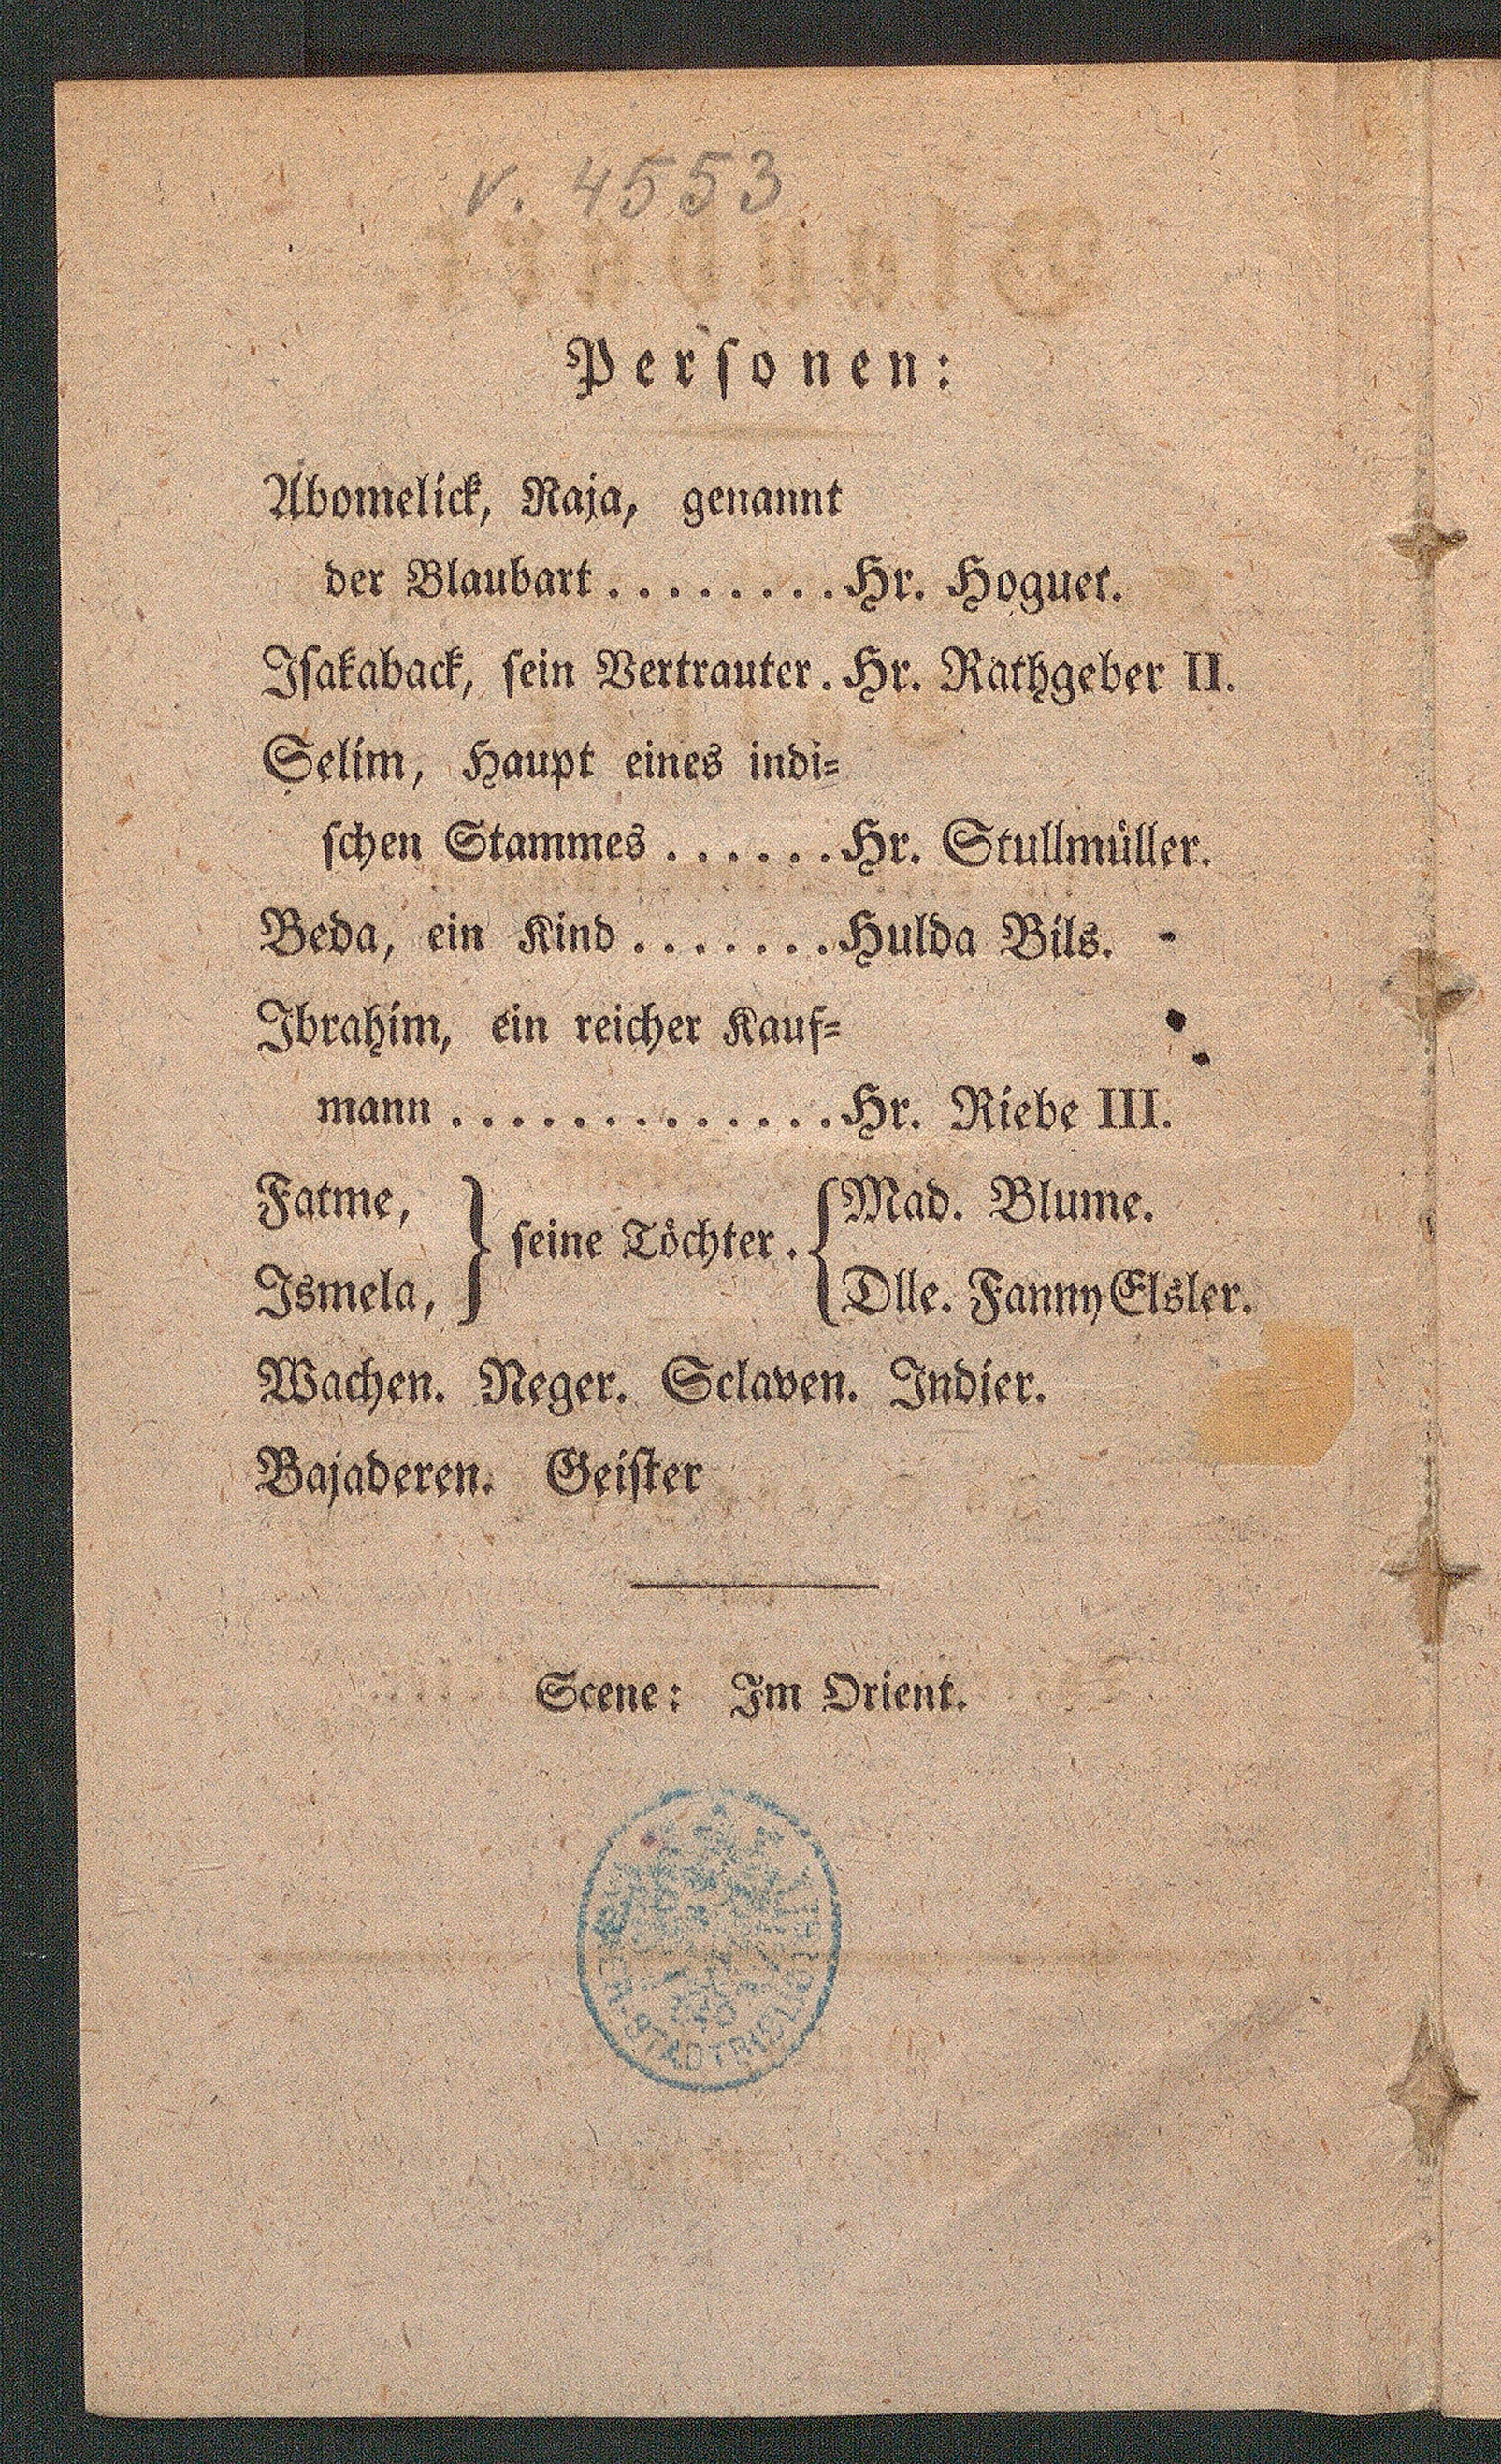 v. 4553
Personen:
Abomelick, Raja, genannt
der Blaubart.........Hr. Hoguet.
Isakaback, sein Vertrauter. Hr. Rathgeber II.
Selim, Haupt eines indi=
schen Stammes ......Hr. Stullmüller.
Beda, ein Kind.......Hulda Bils.
Ibrahim, ein reicher Kauf=
mann .............Hr. Riebe III.
Fatme, } seine Töchter. { Mad. Blume.
Ismela, } { Dlle. Fanny Elsler.
Wachen. Neger. Sclaven. Indier.
Bajaderen. Geister
Scene: Im Orient.
STADTBIBLIOTHEK